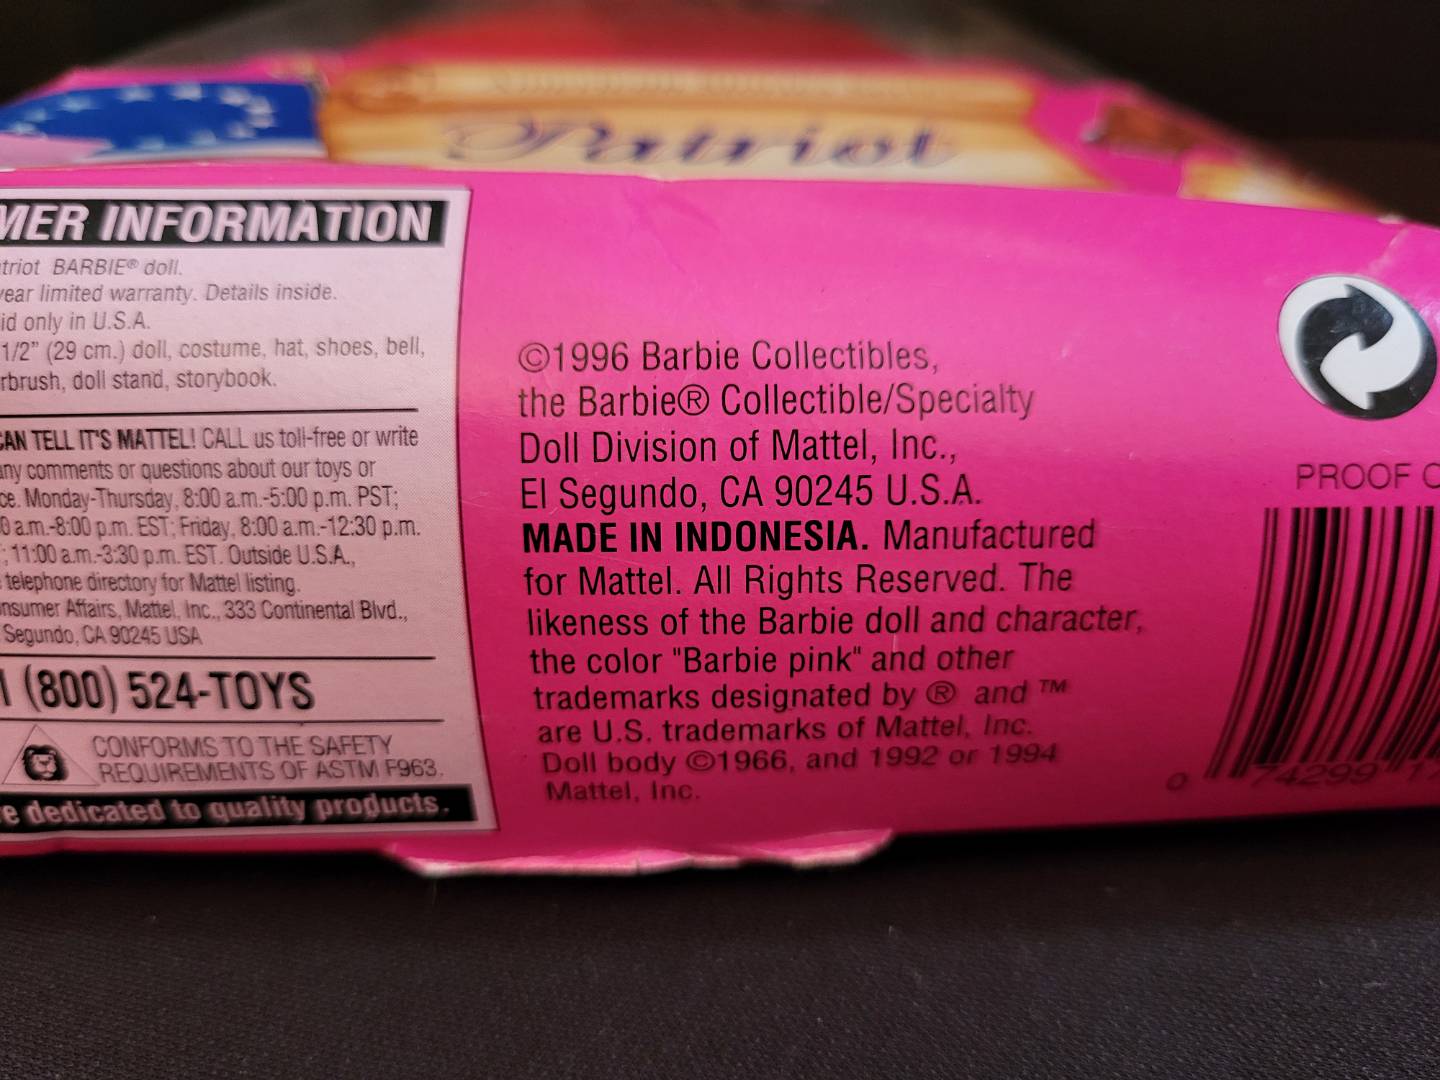 Patriot
MER INFORMATION
triot BARBIE® doll.
year limited warranty. Details inside.
id only in U.S.A.
1/2" (29 cm.) doll, costume, hat, shoes, bell,
rbrush, doll stand, storybook.
CAN TELL IT'S MATTEL! CALL us toll-free or write
any comments or questions about our toys or
ce. Monday-Thursday, 8:00 a.m.-5:00 p.m. PST;
0 a.m.-8:00 p.m. EST; Friday, 8:00 a.m.-12:30 p.m.
; 11:00 a.m.-3:30 p.m. EST. Outside U.S.A.,
telephone directory for Mattel listing.
nsumer Affairs, Mattel, Inc., 333 Continental Blvd.,
Segundo, CA 90245 USA
1 (800) 524-TOYS
CONFORMS TO THE SAFETY
REQUIREMENTS OF ASTM F963.
e dedicated to quality products.
©1996 Barbie Collectibles,
the Barbie® Collectible/Specialty
Doll Division of Mattel, Inc.,
El Segundo, CA 90245 U.S.A.
MADE IN INDONESIA. Manufactured
for Mattel. All Rights Reserved. The
likeness of the Barbie doll and character,
the color "Barbie pink" and other
trademarks designated by ® and ™
are U.S. trademarks of Mattel, Inc.
Doll body ©1966, and 1992 or 1994
Mattel, Inc.
PROOF O
0 74299 1